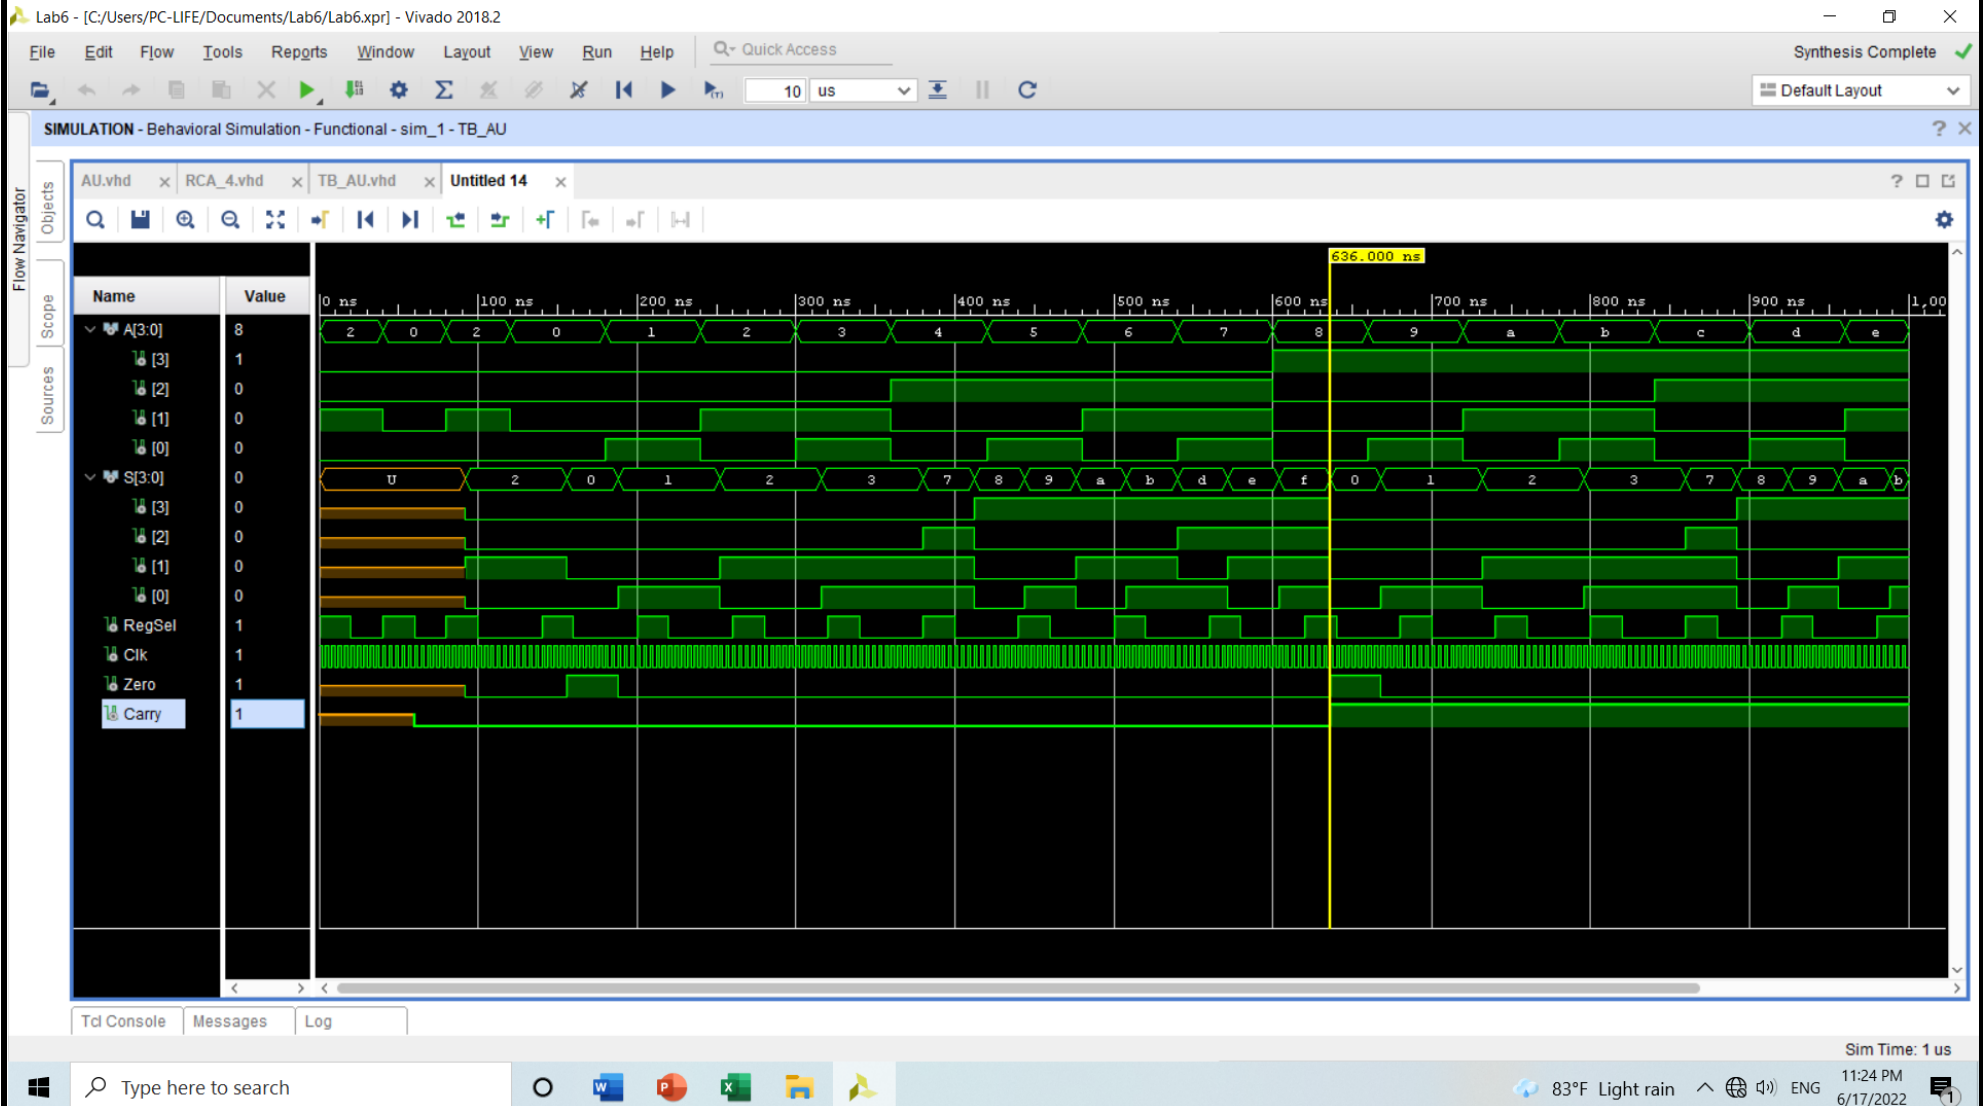 Lab6 - [C:/Users/PC-LIFE/Documents/Lab6/Lab6.xpr] - Vivado 2018.2
File Edit Flow Tools Reports Window Layout View Run Help Quick Access Synthesis Complete
10 us Default Layout
SIMULATION - Behavioral Simulation - Functional - sim_1 - TB_AU
Flow Navigator
Objects
Scope
Sources
AU.vhd RCA_4.vhd TB_AU.vhd Untitled 14
636.000 ns
Name Value 0 ns 100 ns 200 ns 300 ns 400 ns 500 ns 600 ns 700 ns 800 ns 900 ns 1,00
A[3:0] 8 2 0 2 0 1 2 3 4 5 6 7 8 9 a b c d e
[3] 1
[2] 0
[1] 0
[0] 0
S[3:0] 0 U 2 0 1 2 3 7 8 9 a b d e f 0 1 2 3 7 8 9 a b
[3] 0
[2] 0
[1] 0
[0] 0
RegSel 1
Clk 1
Zero 1
Carry 1
Tcl Console Messages Log
Sim Time: 1 us
Type here to search
83°F Light rain ENG
11:24 PM
6/17/2022
1